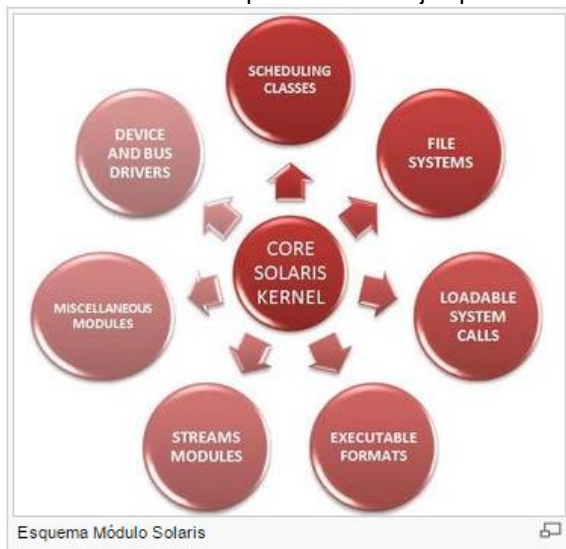 SCHEDULING
CLASSES
DEVICE
AND BUS
DRIVERS
FILE
SYSTEMS
CORE
SOLARIS
KERNEL
MISCELLANEOUS
MODULES
LOADABLE
SYSTEM
CALLS
STREAMS
MODULES
EXECUTABLE
FORMATS
Esquema Módulo Solaris